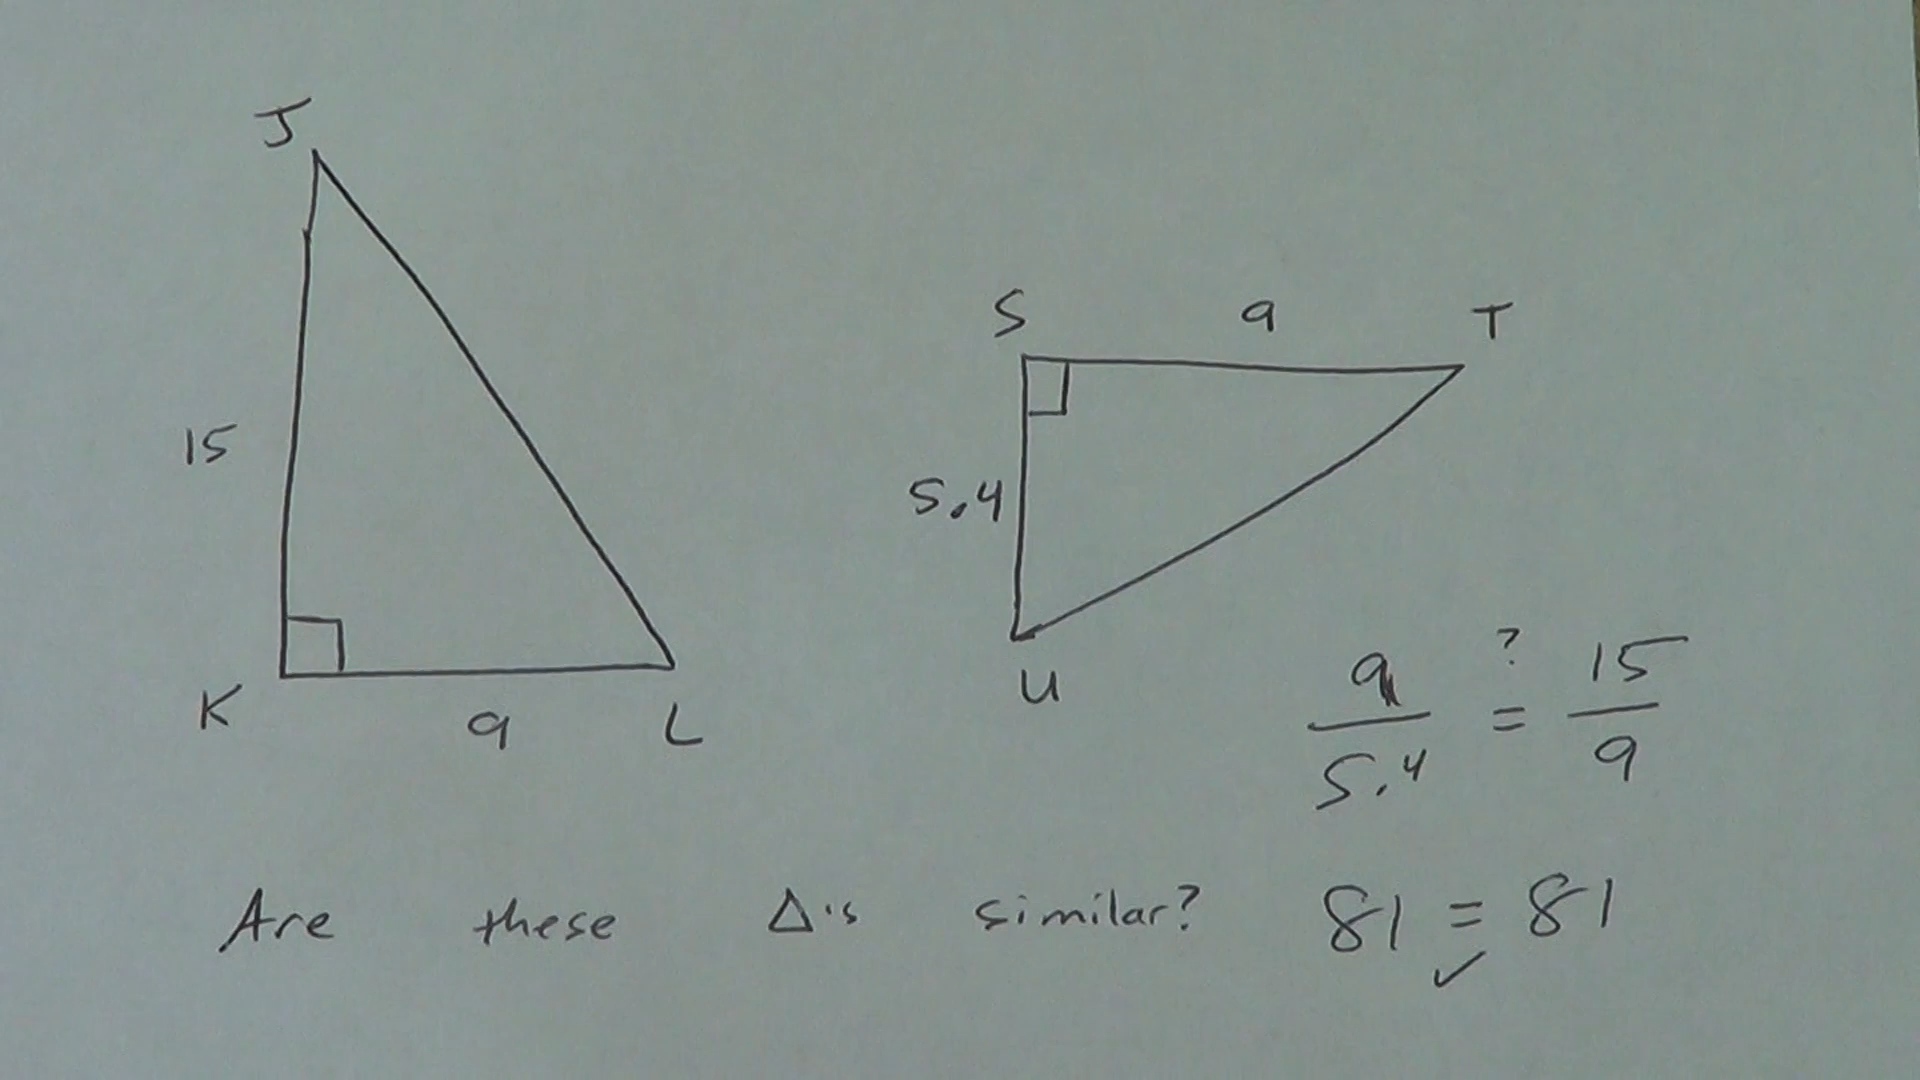 J
S 9 T
15
5.4
K 9 L
U
9/5.4 ?= 15/9
Are these Δ's similar? 81 = 81 ✓